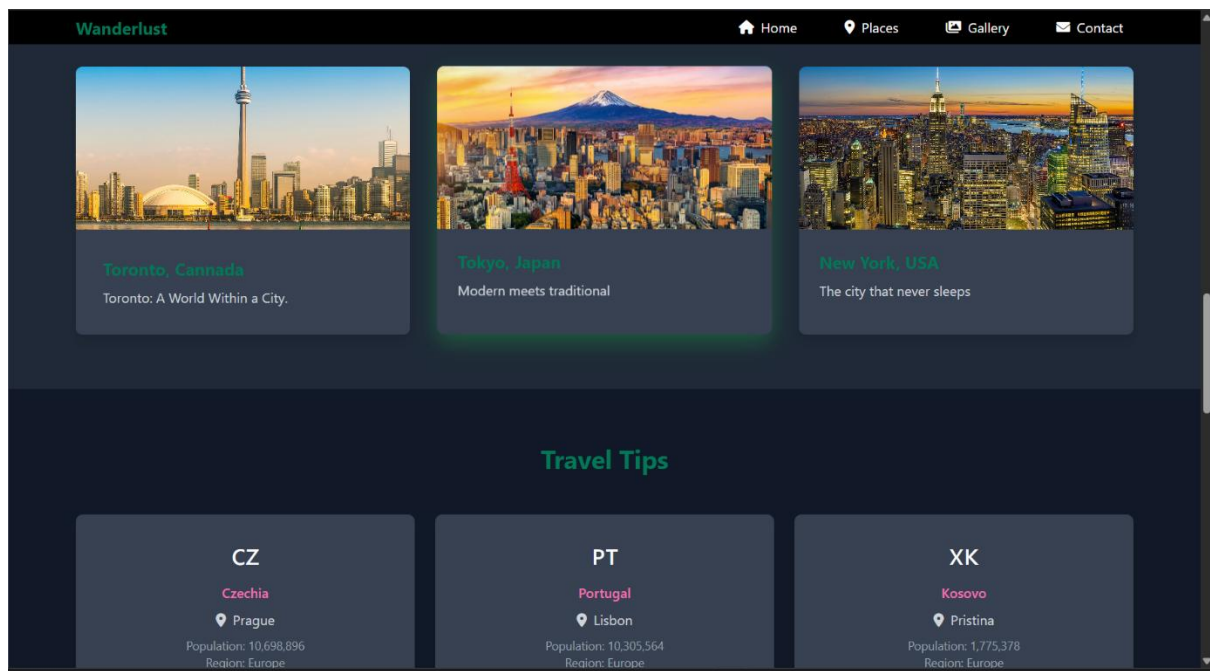 Wanderlust
Home
Places
Gallery
Contact
Toronto, Cannada
Toronto: A World Within a City.
Tokyo, Japan
Modern meets traditional
New York, USA
The city that never sleeps
Travel Tips
CZ
Czechia
Prague
Population: 10,698,896
Region: Europe
PT
Portugal
Lisbon
Population: 10,305,564
Region: Europe
XK
Kosovo
Pristina
Population: 1,775,378
Region: Europe